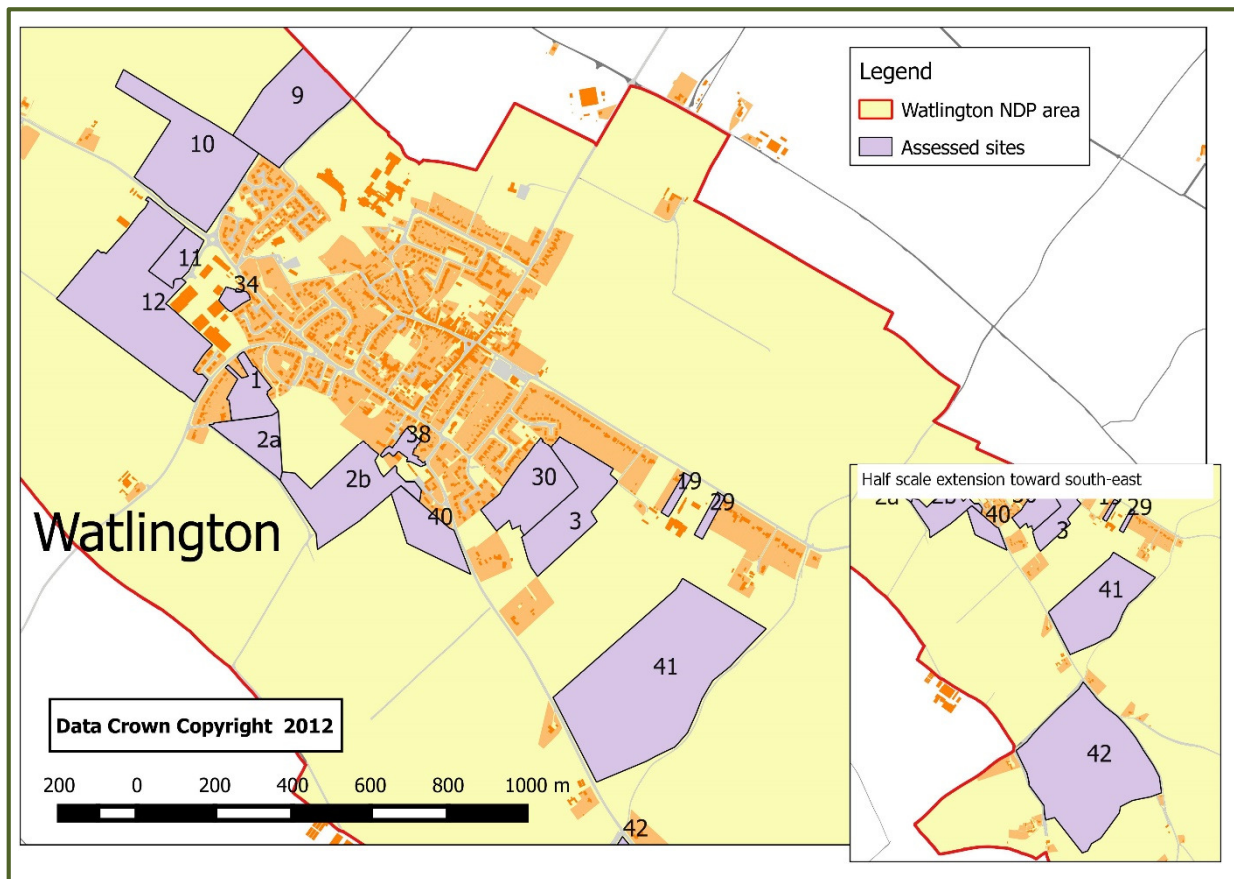 9
Legend
Watlington NDP area
Assessed sites
10
11
12
34
1
2a
2b
38
40
30
3
19
29
Watlington
41
42
Data Crown Copyright 2012
200 0 200 400 600 800 1000 m
Half scale extension toward south-east
29
40
3
41
42